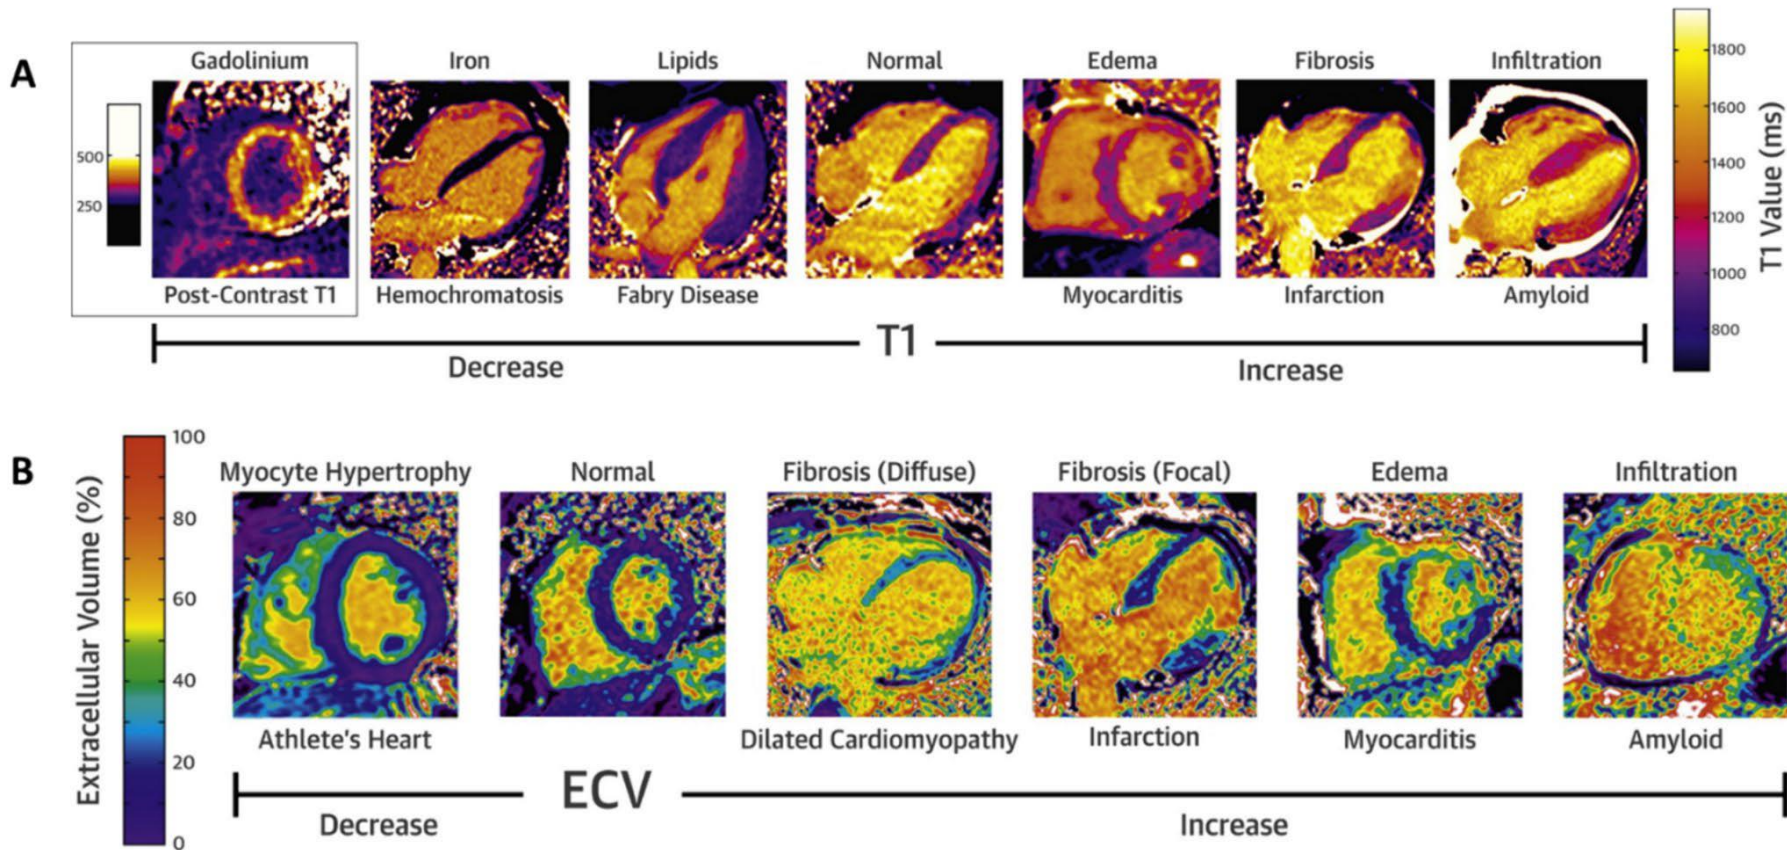 A
Gadolinium
Iron
Lipids
Normal
Edema
Fibrosis
Infiltration
500
250
1800
1600
1400
1200
1000
800
T1 Value (ms)
Post-Contrast T1
Hemochromatosis
Fabry Disease
Myocarditis
Infarction
Amyloid
T1
Decrease
Increase
B
Extracellular Volume (%)
100
80
60
40
20
0
Myocyte Hypertrophy
Normal
Fibrosis (Diffuse)
Fibrosis (Focal)
Edema
Infiltration
Athlete's Heart
Dilated Cardiomyopathy
Infarction
Myocarditis
Amyloid
ECV
Decrease
Increase